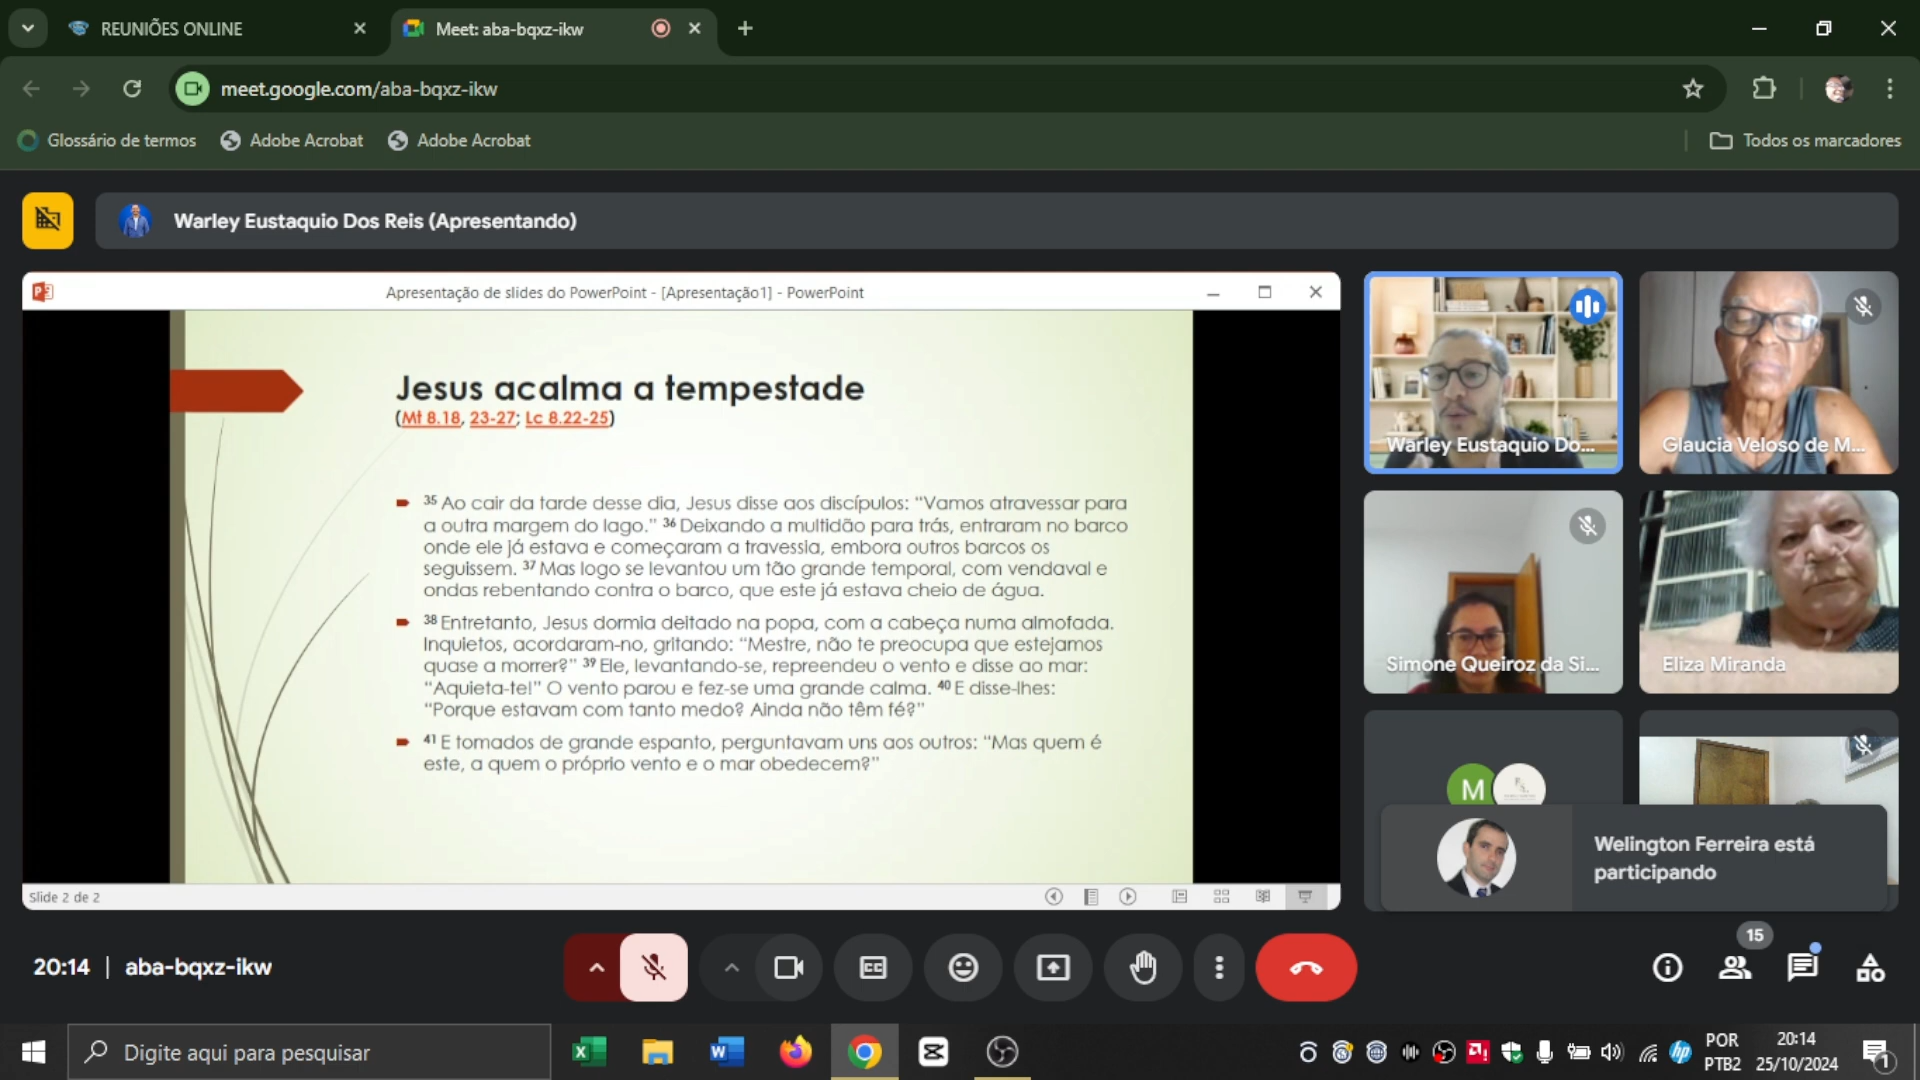 REUNIÕES ONLINE
Meet: aba-bqxz-ikw
meet.google.com/aba-bqxz-ikw
Glossário de termos
Adobe Acrobat
Adobe Acrobat
Todos os marcadores
Warley Eustaquio Dos Reis (Apresentando)
Apresentação de slides do PowerPoint - [Apresentação1] - PowerPoint
Jesus acalma a tempestade
(Mt 8.18, 23-27; Lc 8.22-25)
35 Ao cair da tarde desse dia, Jesus disse aos discípulos: “Vamos atravessar para
a outra margem do lago.” 36 Deixando a multidão para trás, entraram no barco
onde ele já estava e começaram a travessia, embora outros barcos os
seguissem. 37 Mas logo se levantou um tão grande temporal, com vendaval e
ondas rebentando contra o barco, que este já estava cheio de água.
38 Entretanto, Jesus dormia deitado na popa, com a cabeça numa almofada.
Inquietos, acordaram-no, gritando: “Mestre, não te preocupa que estejamos
quase a morrer?” 39 Ele, levantando-se, repreendeu o vento e disse ao mar:
“Aquieta-te!” O vento parou e fez-se uma grande calma. 40 E disse-lhes:
“Porque estavam com tanto medo? Ainda não têm fé?”
41 E tomados de grande espanto, perguntavam uns aos outros: “Mas quem é
este, a quem o próprio vento e o mar obedecem?”
Slide 2 de 2
Warley Eustaquio Do...
Glaucia Veloso de M...
Simone Queiroz da Si...
Eliza Miranda
M
Welington Ferreira está
participando
20:14 | aba-bqxz-ikw
15
Digite aqui para pesquisar
POR
PTB2
20:14
25/10/2024
1